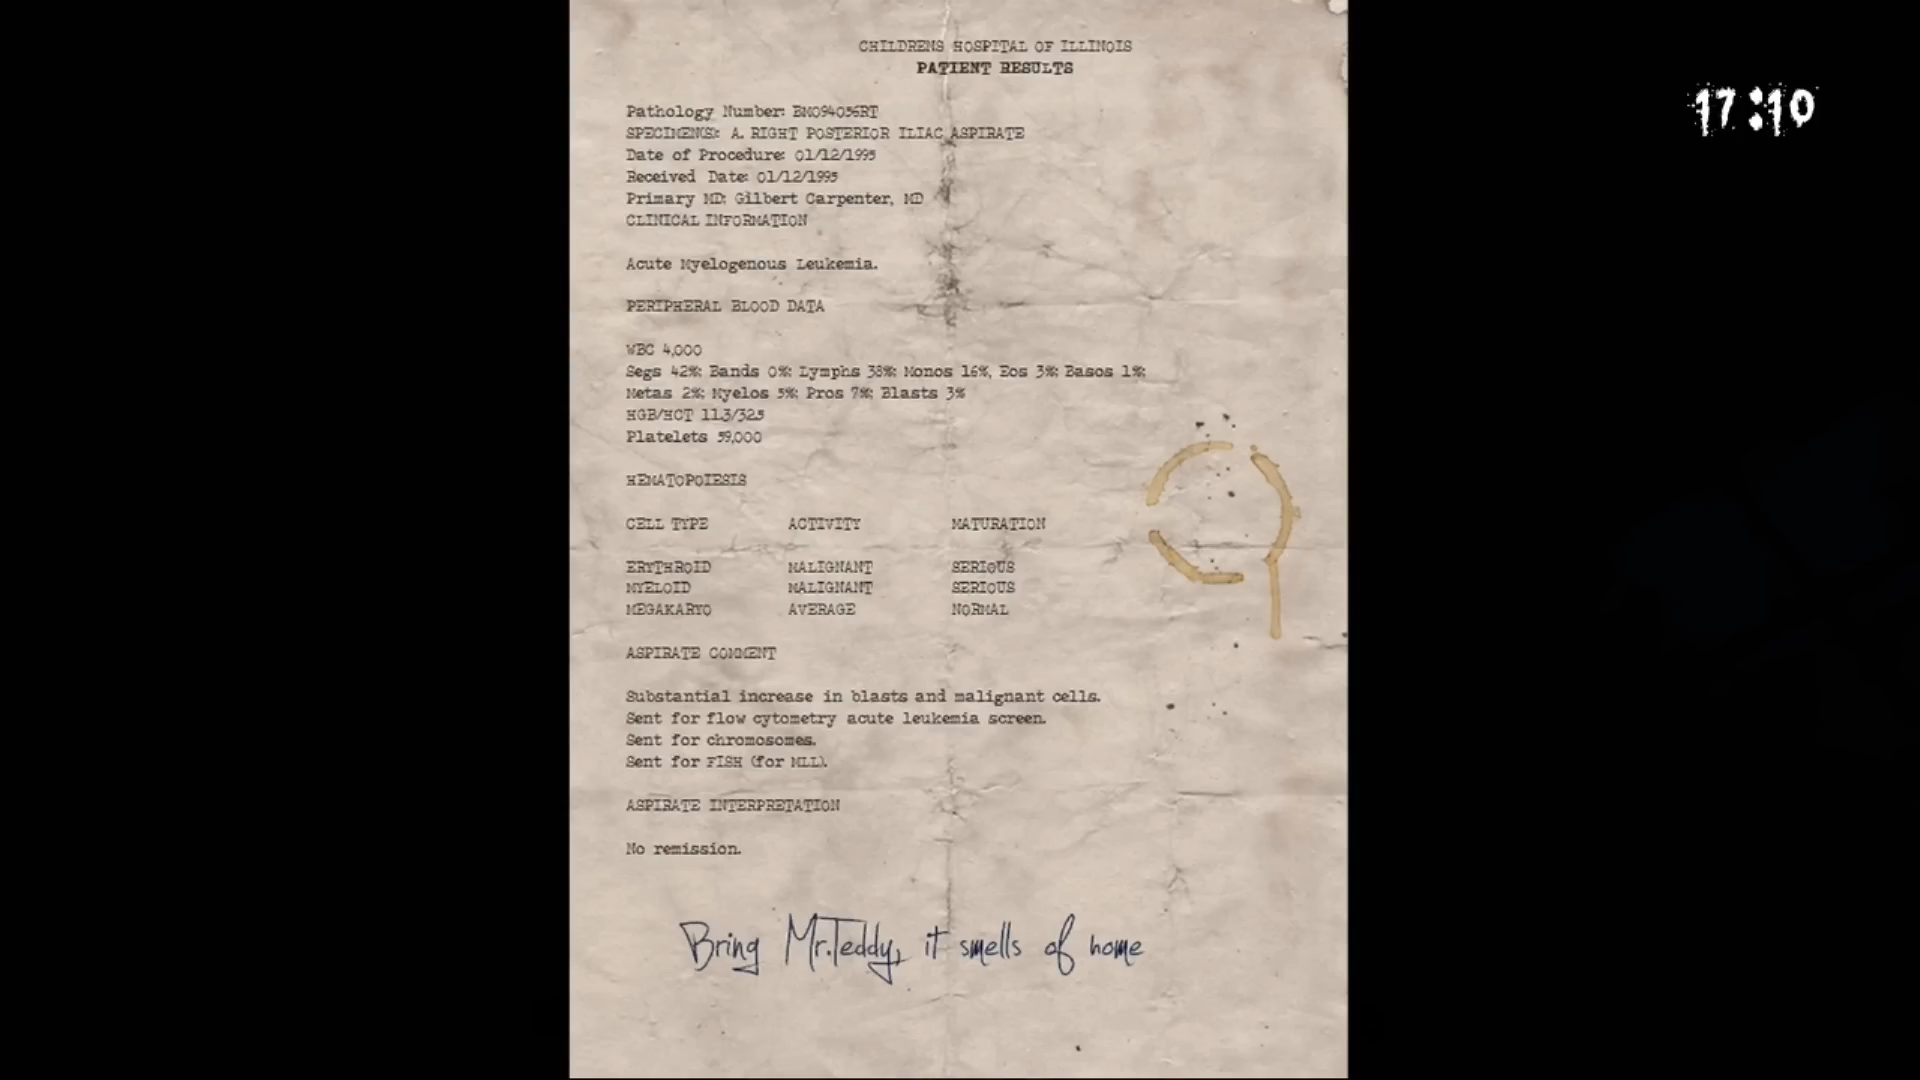 CHILDRENS HOSPITAL OF ILLINOIS
PATIENT RESULTS
17:10
Pathology Number: BM094056RT
SPECIMEN(S): A. RIGHT POSTERIOR ILIAC ASPIRATE
Date of Procedure: 01/12/1995
Received Date: 01/12/1995
Primary MD: Gilbert Carpenter, MD
CLINICAL INFORMATION
Acute Myelogenous Leukemia.
PERIPHERAL BLOOD DATA
WBC 4,000
Segs 42%; Bands 0%; Lymphs 38%; Monos 16%, Eos 3%; Basos 1%;
Metas 2%; Myelos 5%; Pros 7%; Blasts 3%
HGB/HCT 11.3/32.5
Platelets 59,000
HEMATOPOIESIS
CELL TYPE ACTIVITY MATURATION
ERYTHROID MALIGNANT SERIOUS
MYELOID MALIGNANT SERIOUS
MEGAKARYO AVERAGE NORMAL
ASPIRATE COMMENT
Substantial increase in blasts and malignant cells.
Sent for flow cytometry acute leukemia screen.
Sent for chromosomes.
Sent for FISH (for MLL).
ASPIRATE INTERPRETATION
No remission.
Bring Mr.Teddy, it smells of home